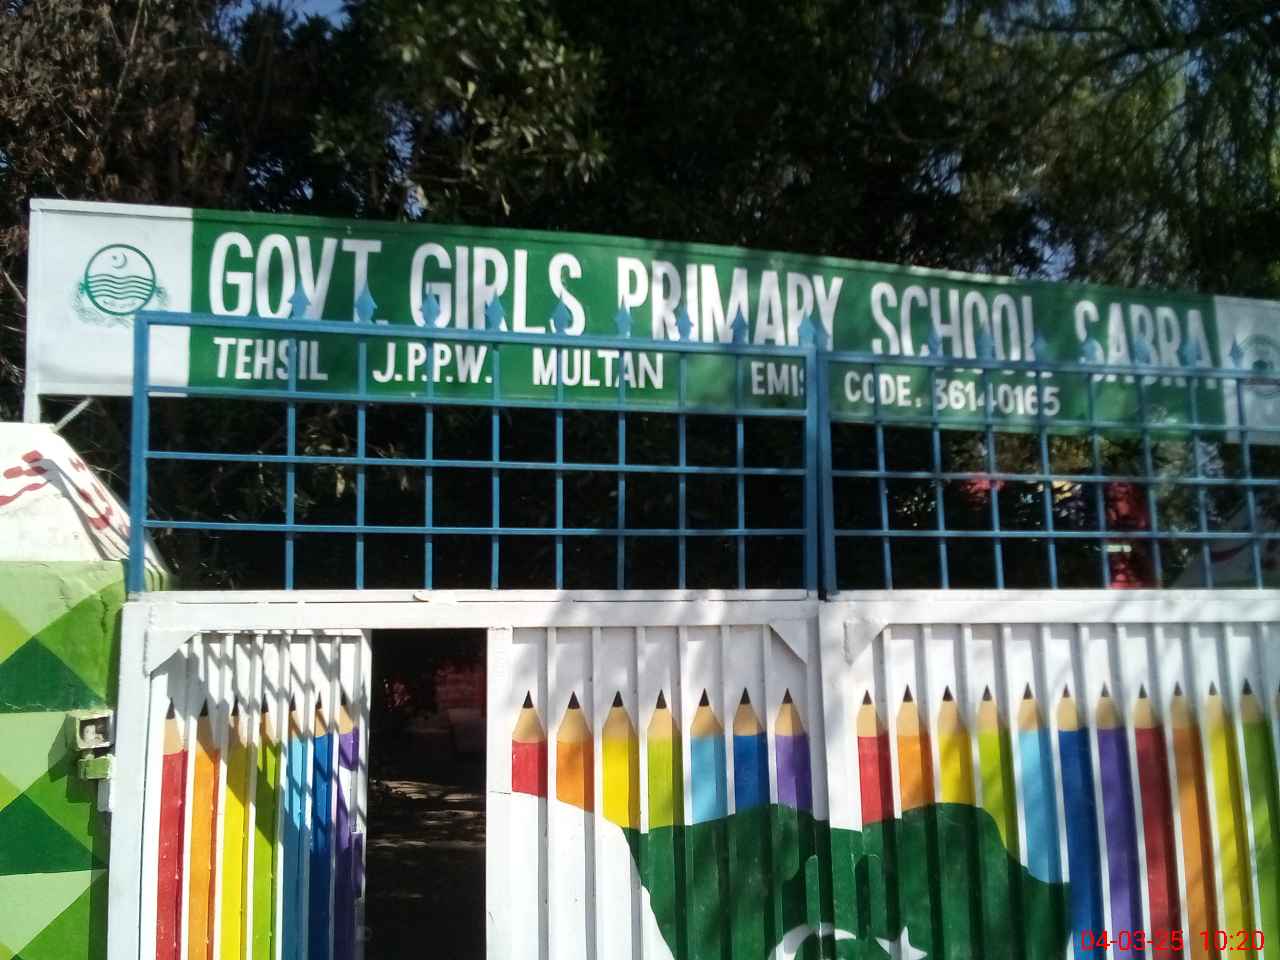 GOVT. GIRLS PRIMARY SCHOOL SABRA
TEHSIL J.P.P.W. MULTAN EMIS CODE. 36140165
04-03-25 10:20